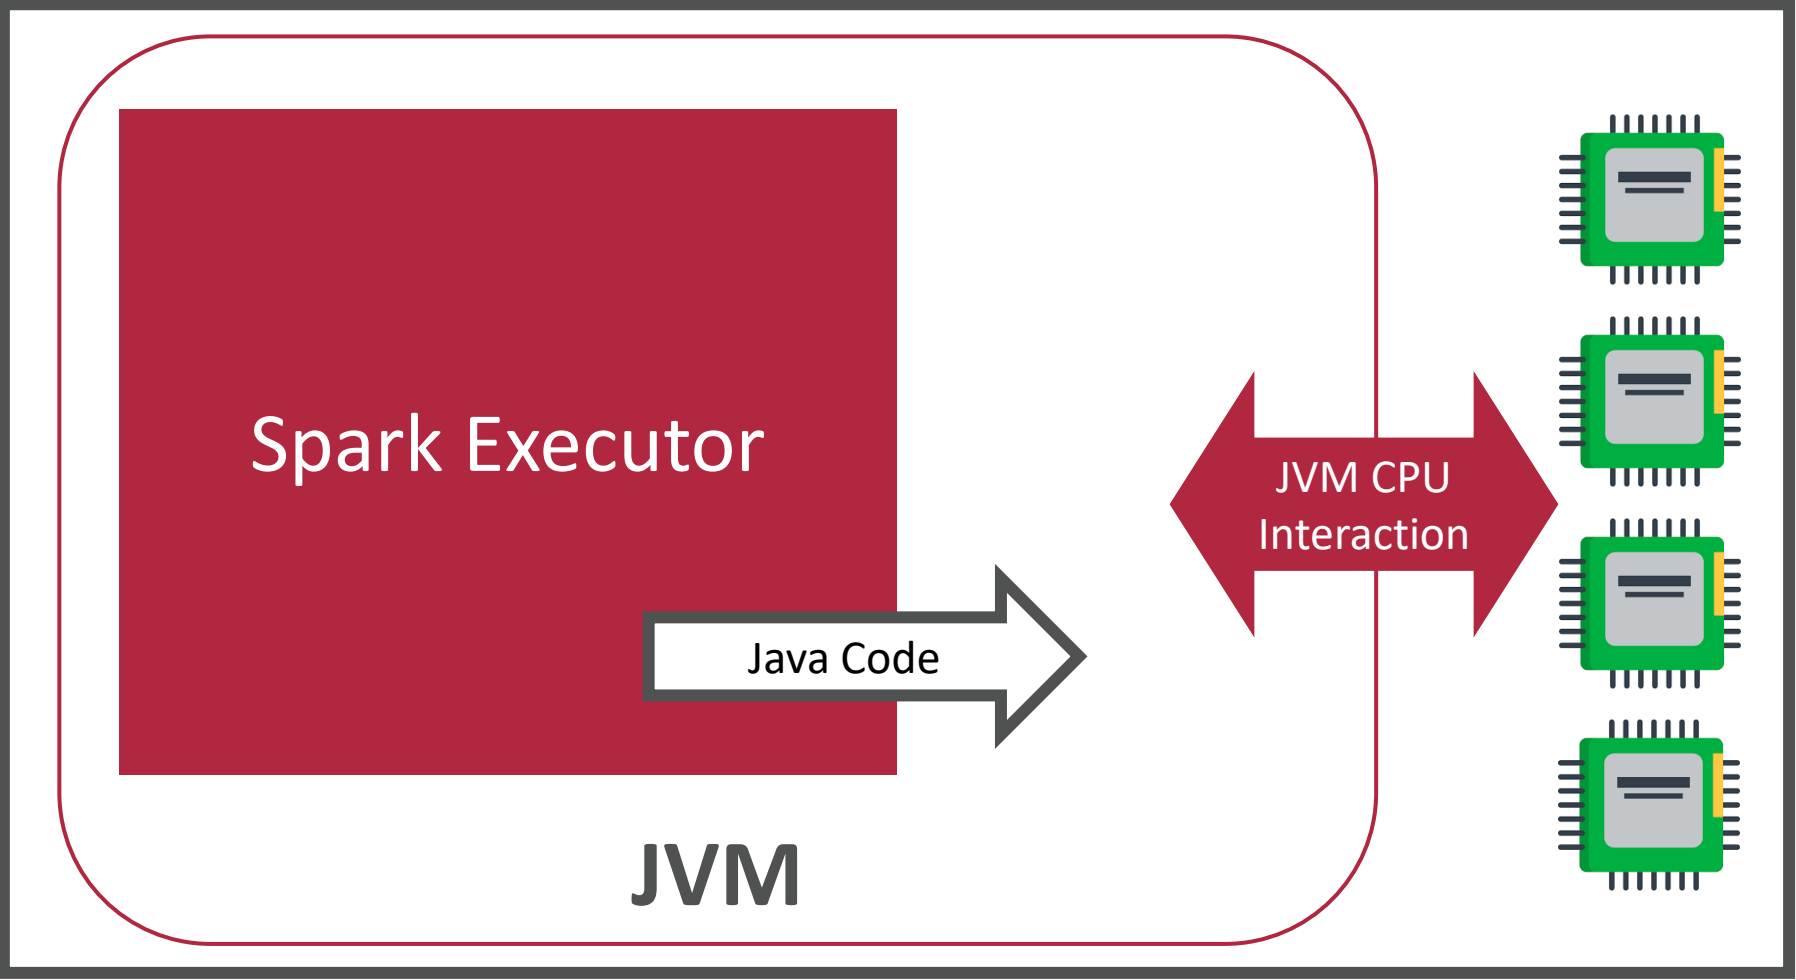 Spark Executor
JVM CPU
Interaction
Java Code
JVM